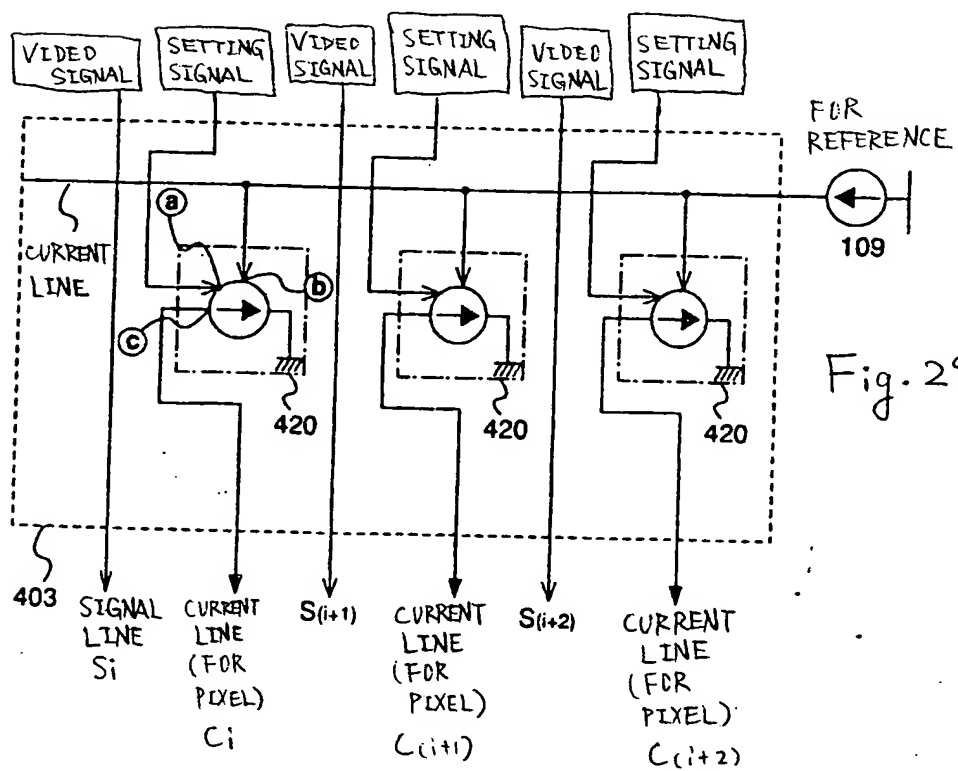 VIDEO
SIGNAL
SETTING
SIGNAL
VIDEO
SIGNAL
SETTING
SIGNAL
VIDEO
SIGNAL
SETTING
SIGNAL
FOR
REFERENCE
109
CURRENT
LINE
a
b
c
420
420
420
Fig. 29
403
SIGNAL
LINE
Si
CURRENT
LINE
(FOR
PIXEL)
Ci
S(i+1)
CURRENT
LINE
(FOR
PIXEL)
C(i+1)
S(i+2)
CURRENT
LINE
(FOR
PIXEL)
C(i+2)